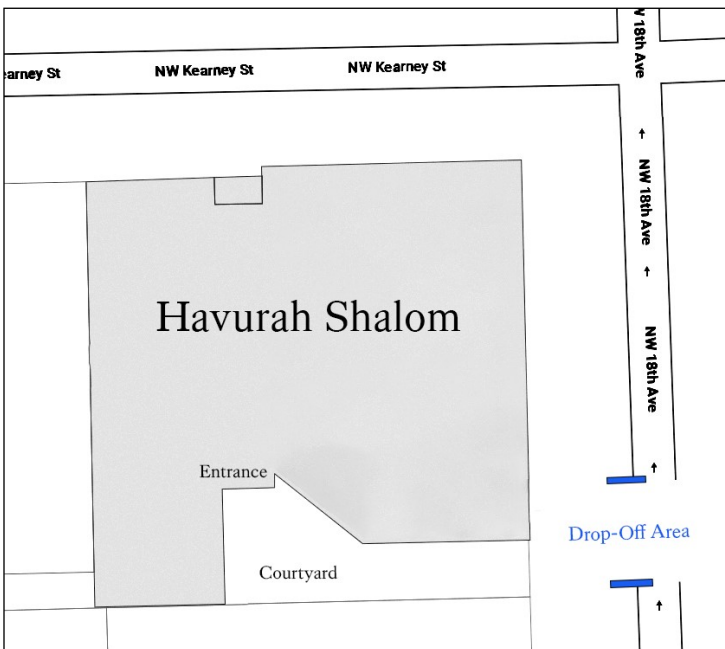 W 18th Ave
earney St
NW Kearney St
NW Kearney St
NW 18th Ave
Havurah Shalom
NW 18th Ave
Entrance
Drop-Off Area
Courtyard